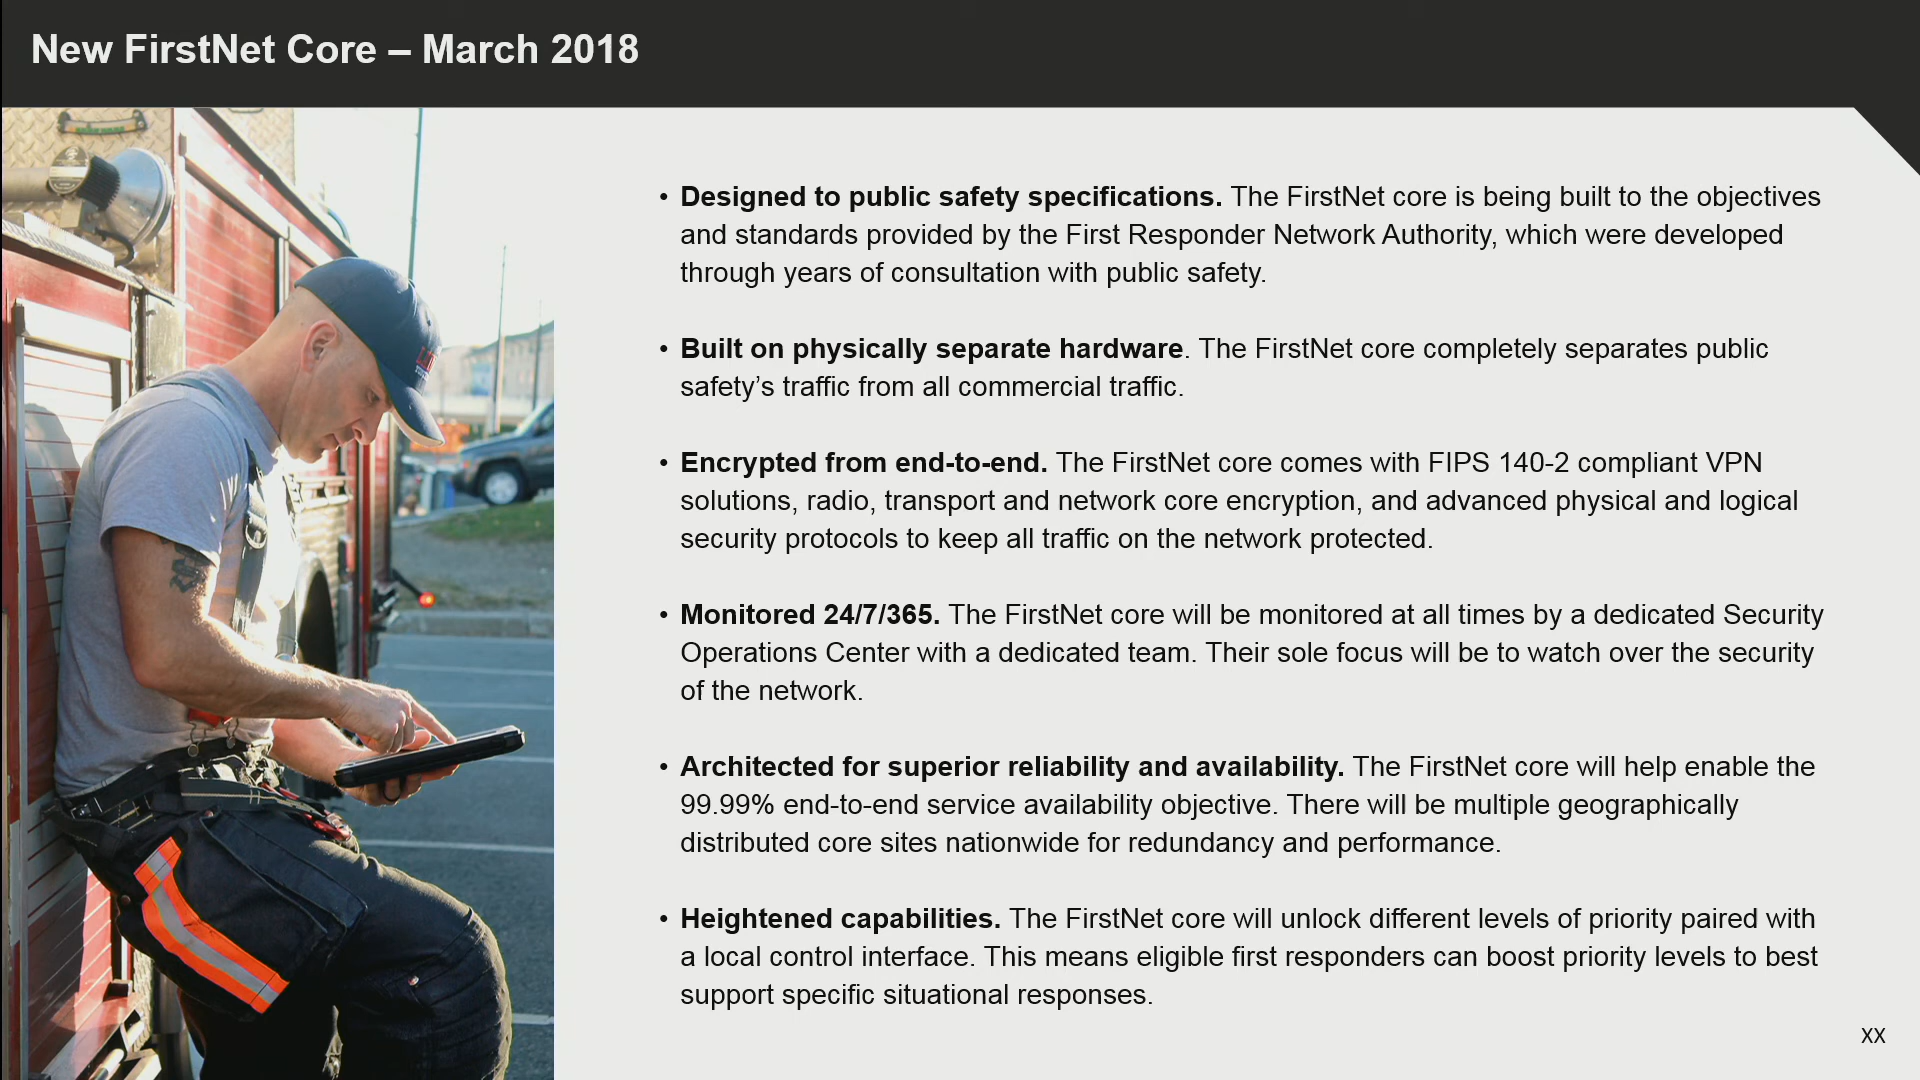 New FirstNet Core – March 2018
• Designed to public safety specifications. The FirstNet core is being built to the objectives
and standards provided by the First Responder Network Authority, which were developed
through years of consultation with public safety.
• Built on physically separate hardware. The FirstNet core completely separates public
safety’s traffic from all commercial traffic.
• Encrypted from end-to-end. The FirstNet core comes with FIPS 140-2 compliant VPN
solutions, radio, transport and network core encryption, and advanced physical and logical
security protocols to keep all traffic on the network protected.
• Monitored 24/7/365. The FirstNet core will be monitored at all times by a dedicated Security
Operations Center with a dedicated team. Their sole focus will be to watch over the security
of the network.
• Architected for superior reliability and availability. The FirstNet core will help enable the
99.99% end-to-end service availability objective. There will be multiple geographically
distributed core sites nationwide for redundancy and performance.
• Heightened capabilities. The FirstNet core will unlock different levels of priority paired with
a local control interface. This means eligible first responders can boost priority levels to best
support specific situational responses.
XX